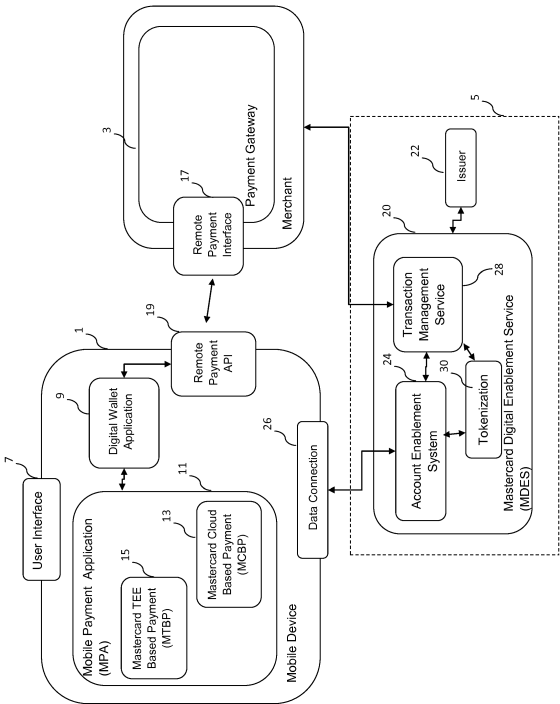 User Interface
7
Mobile Payment Application
(MPA)
Mastercard TEE
Based Payment
(MTBP)
15
Mastercard Cloud
Based Payment
(MCBP)
13
11
Digital Wallet
Application
9
Mobile Device
1
Remote
Payment
API
19
Data Connection
26
Remote
Payment
Interface
17
Payment Gateway
3
Merchant
5
Account Enablement
System
24
Transaction
Management
Service
28
Tokenization
30
Mastercard Digital Enablement Service
(MDES)
20
Issuer
22